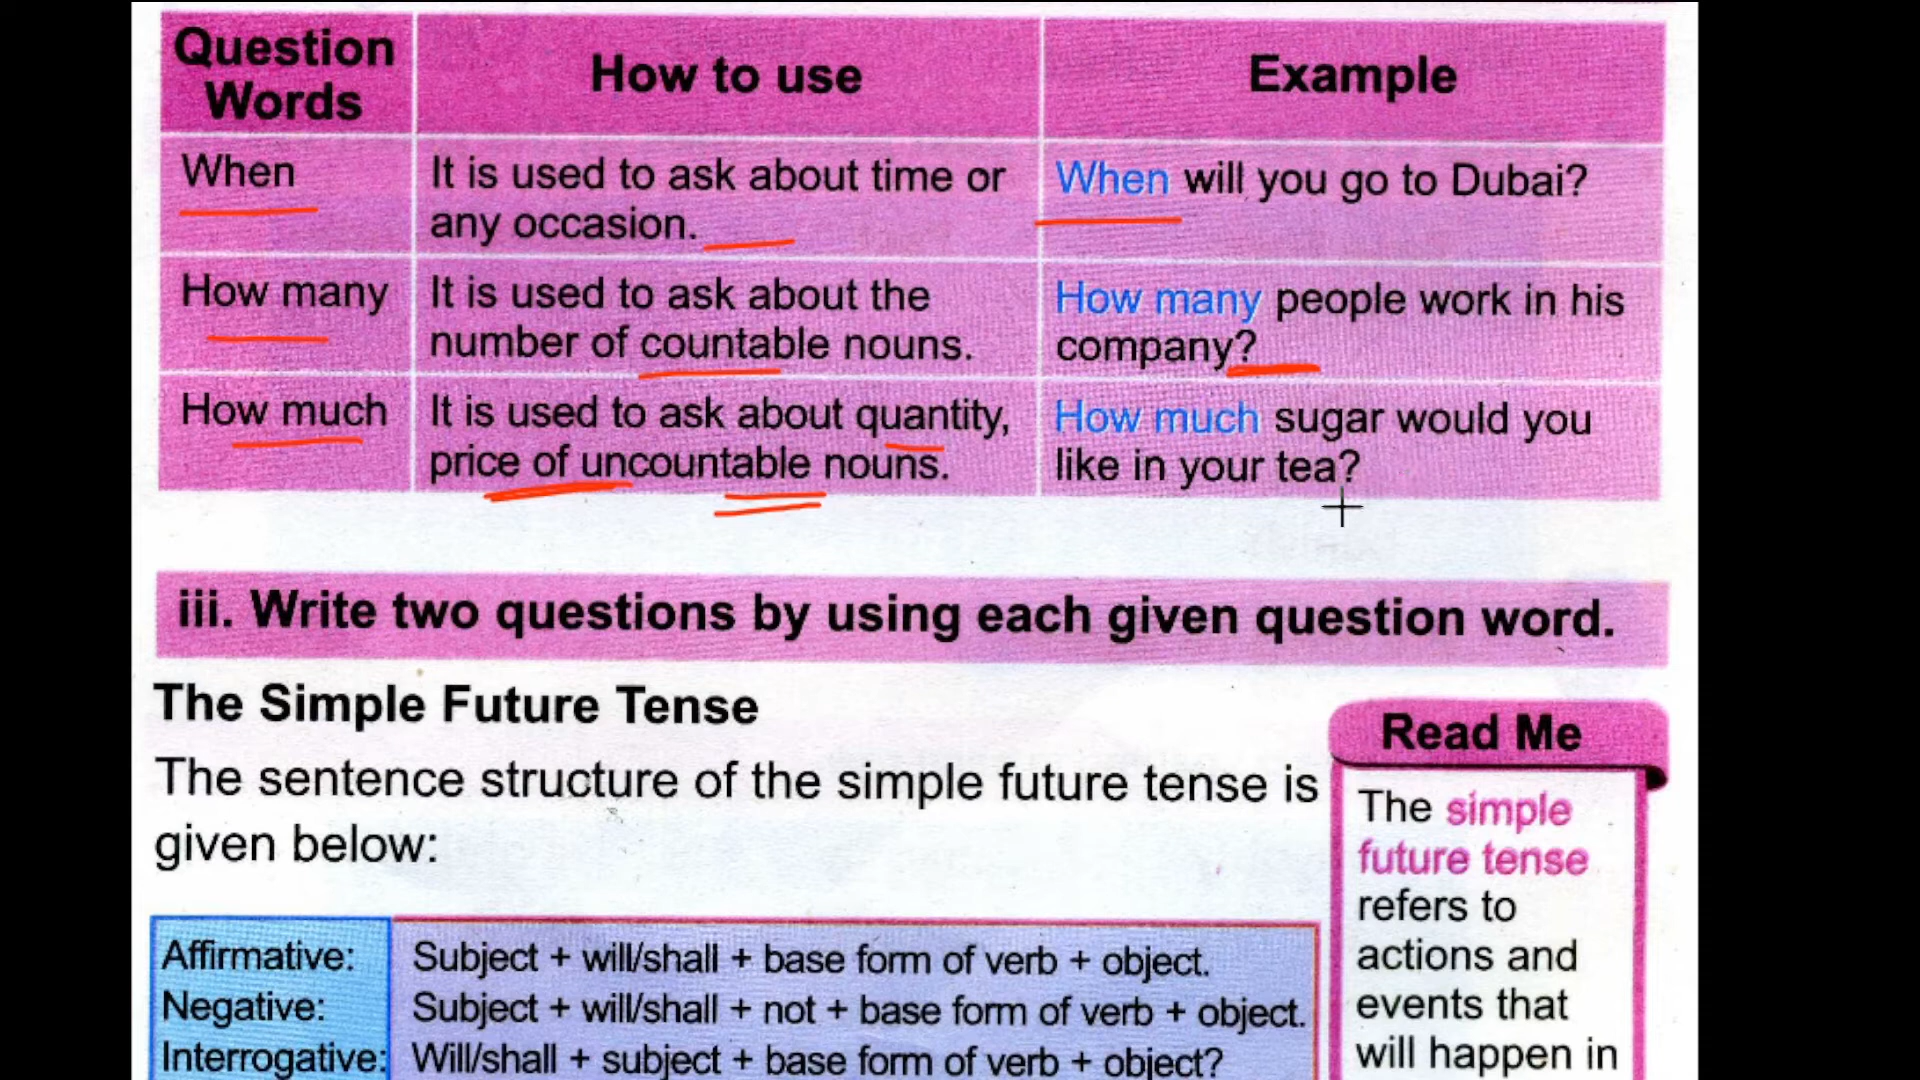 Question Words
How to use
Example
When
It is used to ask about time or
any occasion.
When will you go to Dubai?
How many
It is used to ask about the
number of countable nouns.
How many people work in his
company?
How much
It is used to ask about quantity,
price of uncountable nouns.
How much sugar would you
like in your tea?
iii. Write two questions by using each given question word.
The Simple Future Tense
The sentence structure of the simple future tense is
given below:
Affirmative: Subject + will/shall + base form of verb + object.
Negative: Subject + will/shall + not + base form of verb + object.
Interrogative: Will/shall + subject + base form of verb + object?
Read Me
The simple
future tense
refers to
actions and
events that
will happen in